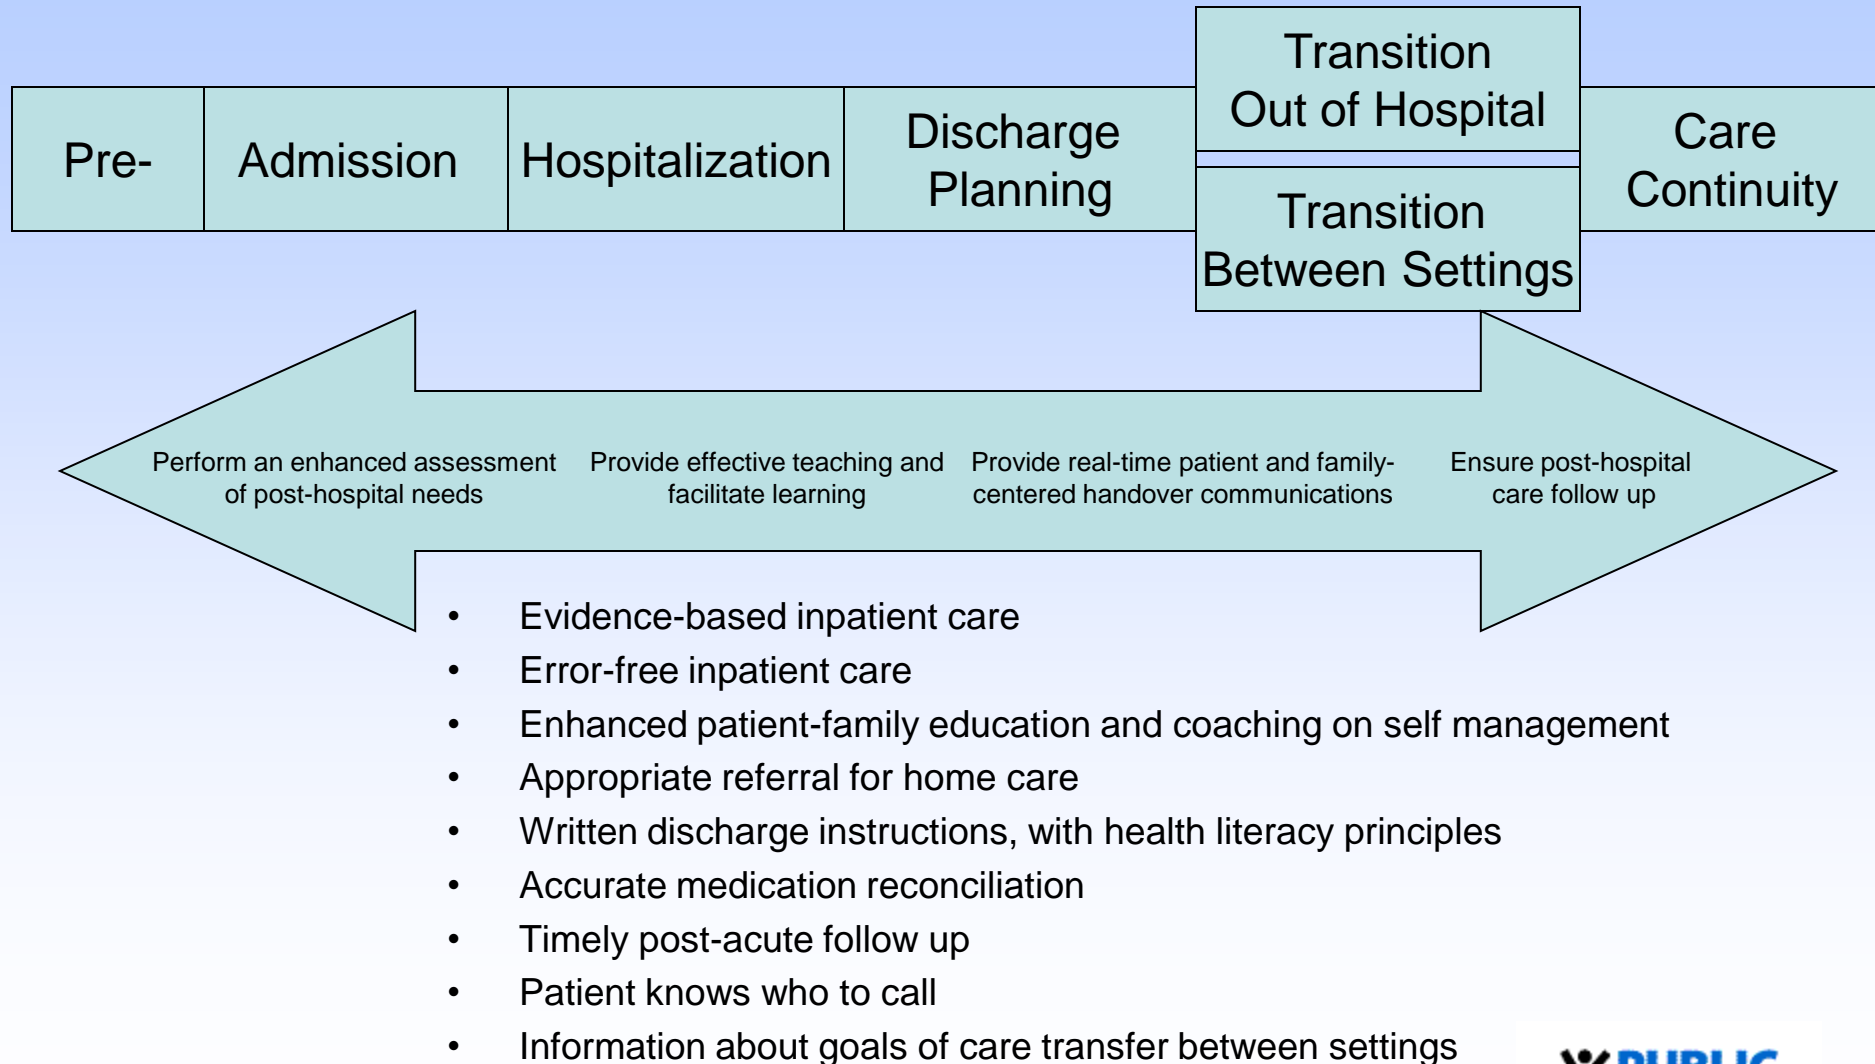 Pre-
Admission
Hospitalization
Discharge
Planning
Transition
Out of Hospital
Transition
Between Settings
Care
Continuity
Perform an enhanced assessment
of post-hospital needs
Provide effective teaching and
facilitate learning
Provide real-time patient and family-
centered handover communications
Ensure post-hospital
care follow up
• Evidence-based inpatient care
• Error-free inpatient care
• Enhanced patient-family education and coaching on self management
• Appropriate referral for home care
• Written discharge instructions, with health literacy principles
• Accurate medication reconciliation
• Timely post-acute follow up
• Patient knows who to call
• Information about goals of care transfer between settings
PUBLIC